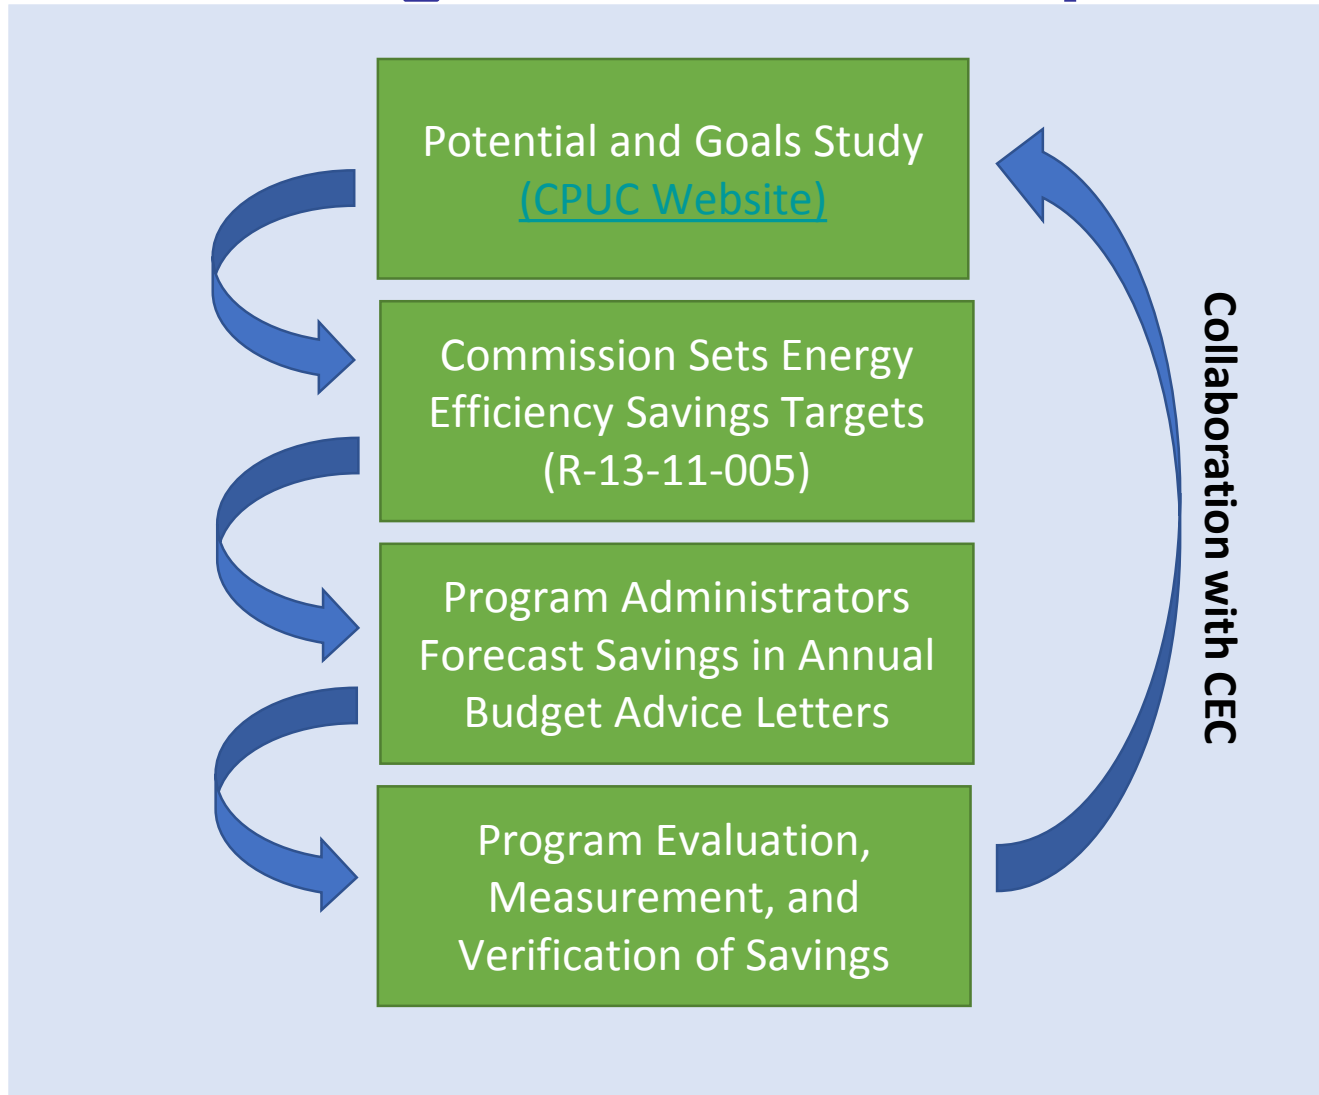 Potential and Goals Study
(CPUC Website)
Commission Sets Energy
Efficiency Savings Targets
(R-13-11-005)
Program Administrators
Forecast Savings in Annual
Budget Advice Letters
Program Evaluation,
Measurement, and
Verification of Savings
Collaboration with CEC